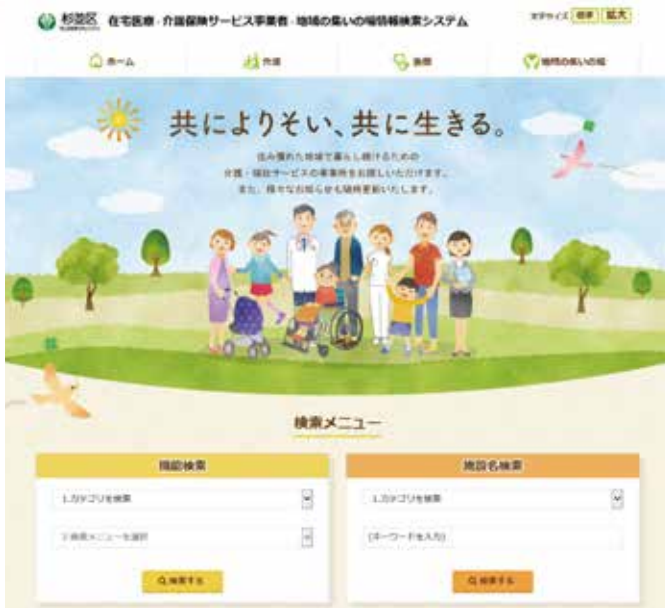 杉並区 在宅医療・介護保険サービス事業者・地域の集いの場情報検索システム
文字サイズ 標準 拡大
ホーム 介護 医療 地域の集いの場
共によりそい、共に生きる。
住み慣れた地域で暮らし続けるための
介護・福祉サービスの事業所をお探しいただけます。
また、様々なお知らせも随時更新いたします。
検索メニュー
機能検索
1.カテゴリを検索
2.検索メニューを選択
検索する
施設名検索
1.カテゴリを検索
(キーワードを入力)
検索する